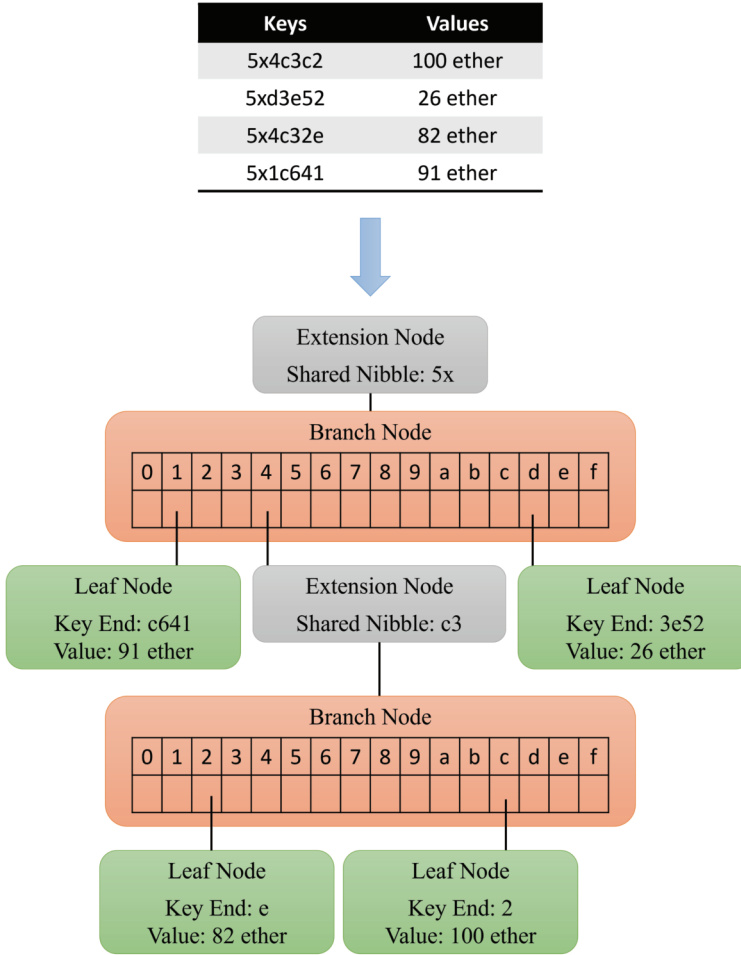 Keys Values
5x4c3c2 100 ether
5xd3e52 26 ether
5x4c32e 82 ether
5x1c641 91 ether
Extension Node
Shared Nibble: 5x
Branch Node
0 1 2 3 4 5 6 7 8 9 a b c d e f
Leaf Node
Key End: c641
Value: 91 ether
Extension Node
Shared Nibble: c3
Leaf Node
Key End: 3e52
Value: 26 ether
Branch Node
0 1 2 3 4 5 6 7 8 9 a b c d e f
Leaf Node
Key End: e
Value: 82 ether
Leaf Node
Key End: 2
Value: 100 ether